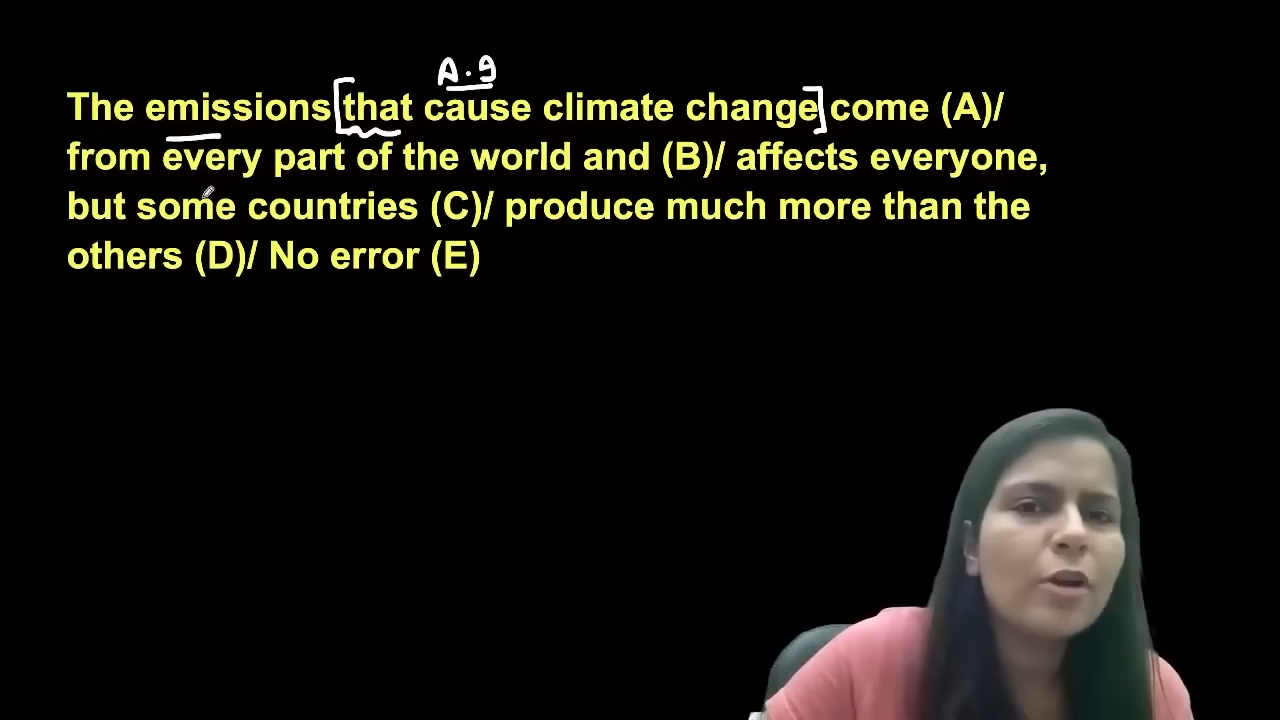 A.g
The emissions [that cause climate change] come (A)/
from every part of the world and (B)/ affects everyone,
but some countries (C)/ produce much more than the
others (D)/ No error (E)